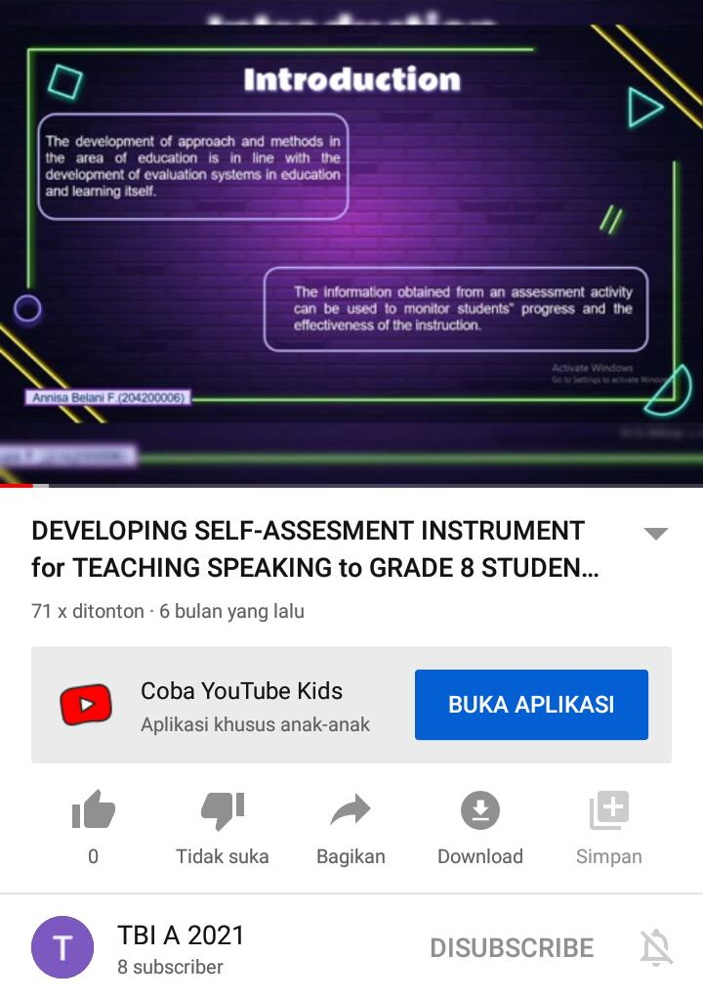 Introduction
The development of approach and methods in
the area of education is in line with the
development of evaluation systems in education
and learning itself.
The information obtained from an assessment activity
can be used to monitor students" progress and the
effectiveness of the instruction.
Activate Windows
Go to Settings to activate Windows
Annisa Belani F.(204200006)
DEVELOPING SELF-ASSESMENT INSTRUMENT
for TEACHING SPEAKING to GRADE 8 STUDEN...
71 x ditonton · 6 bulan yang lalu
Coba YouTube Kids
Aplikasi khusus anak-anak
BUKA APLIKASI
0
Tidak suka
Bagikan
Download
Simpan
T
TBI A 2021
8 subscriber
DISUBSCRIBE